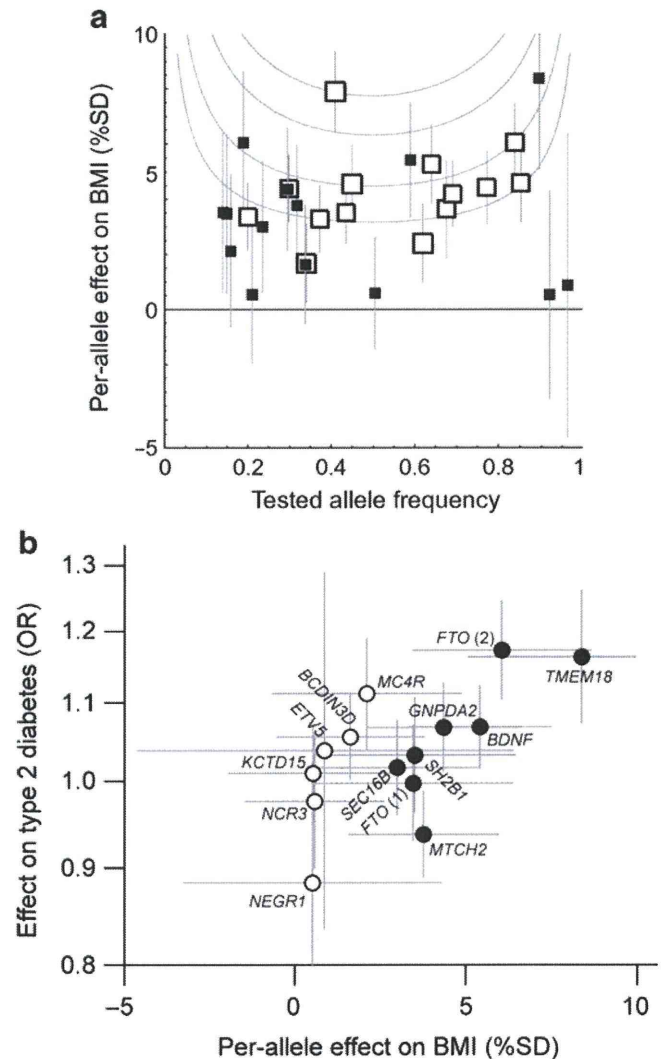 a
10
5
0
−5
Per-allele effect on BMI (%SD)
0 0.2 0.4 0.6 0.8 1
Tested allele frequency
b
1.3
1.2
1.1
1.0
0.9
0.8
Effect on type 2 diabetes (OR)
FTO (2)
TMEM18
MC4R
BCDIN3D
GNPDA2
ETV5
BDNF
KCTD15
SEC16B
SH2B1
FTO (1)
NCR3
MTCH2
NEGR1
−5 0 5 10
Per-allele effect on BMI (%SD)